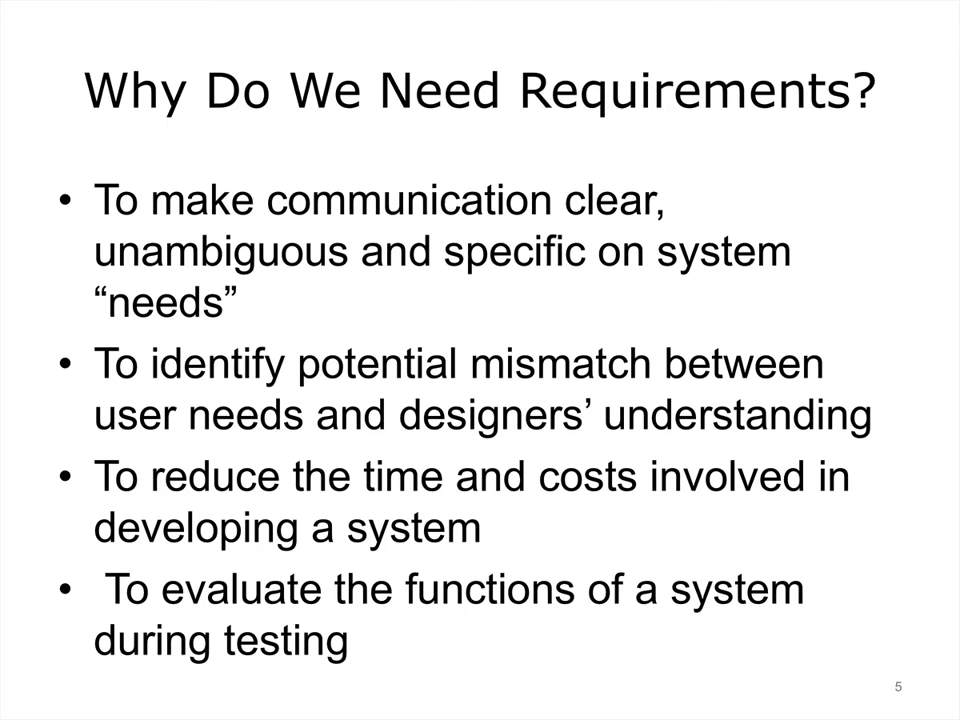 Why Do We Need Requirements?
• To make communication clear,
unambiguous and specific on system
“needs”
• To identify potential mismatch between
user needs and designers’ understanding
• To reduce the time and costs involved in
developing a system
• To evaluate the functions of a system
during testing
5